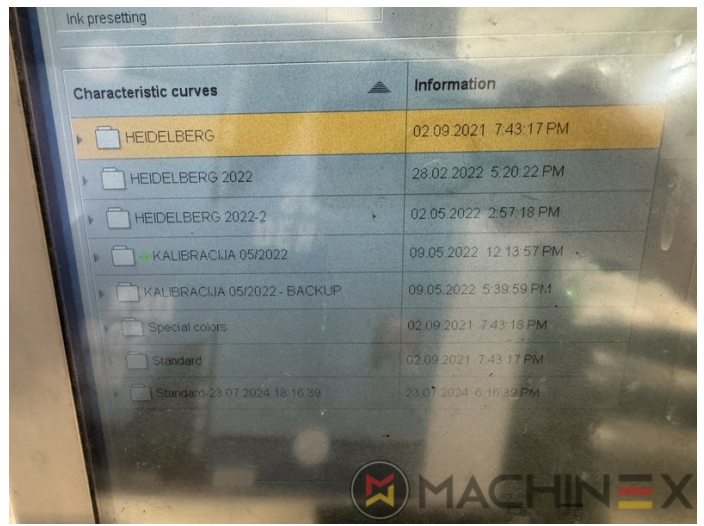 Ink presetting
Characteristic curves Information
HEIDELBERG 02.09.2021 7:43:17 PM
HEIDELBERG 2022 28.02.2022 5:20:22 PM
HEIDELBERG 2022-2 02.05.2022 2:57:18 PM
KALIBRACIJA 05/2022 09.05.2022 12:13:57 PM
KALIBRACIJA 05/2022 - BACKUP 09.05.2022 5:39:59 PM
Special colors 02.09.2021 7:43:18 PM
Standard 02.09.2021 7:43:17 PM
Standard-23.07.2024 18:16:39 23.07.2024 6:16:39 PM
MACHINEX